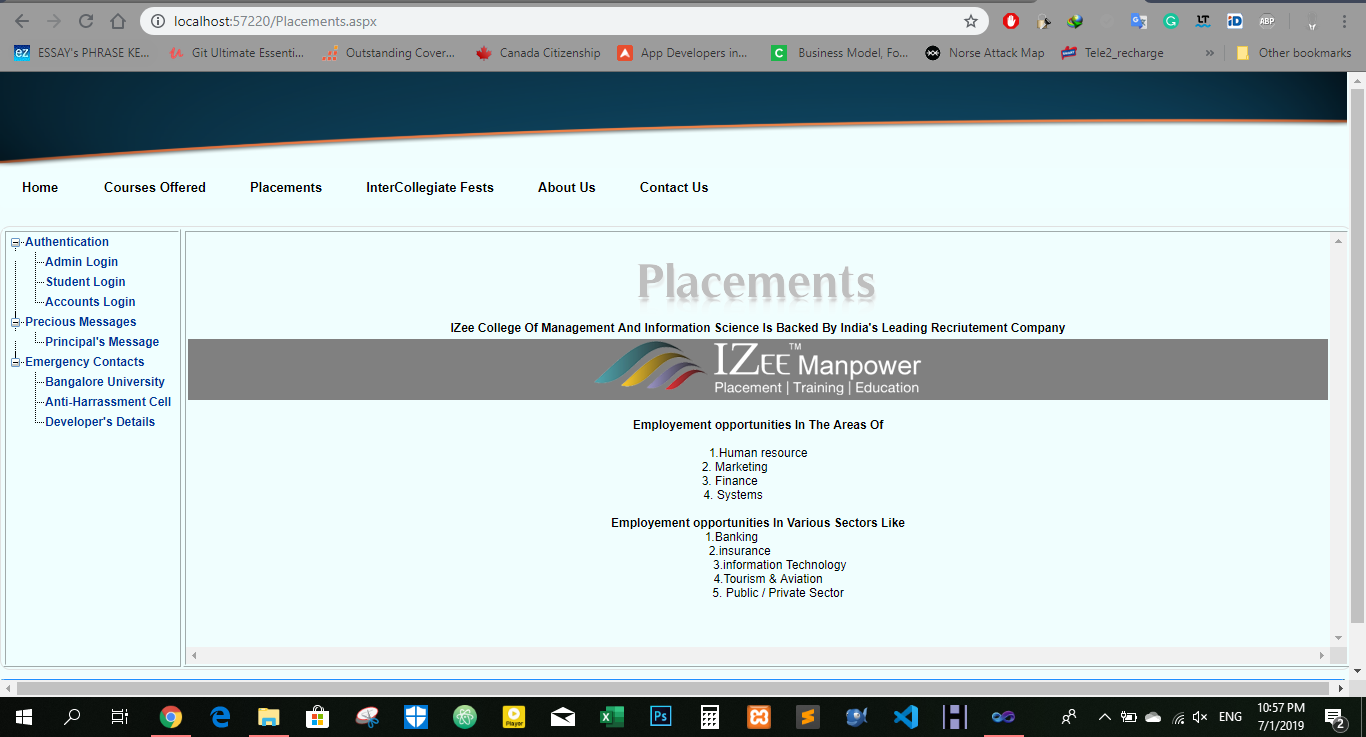 localhost:57220/Placements.aspx
ABP
ez ESSAY's PHRASE KE... Git Ultimate Essenti... Outstanding Cover... Canada Citizenship App Developers in... Business Model, Fo... Norse Attack Map Tele2_recharge » Other bookmarks
Home Courses Offered Placements InterCollegiate Fests About Us Contact Us
Authentication
Admin Login
Student Login
Accounts Login
Precious Messages
Principal's Message
Emergency Contacts
Bangalore University
Anti-Harrassment Cell
Developer's Details
Placements
IZee College Of Management And Information Science Is Backed By India's Leading Recriutement Company
IZEE™ Manpower
Placement | Training | Education
Employement opportunities In The Areas Of
1.Human resource
2. Marketing
3. Finance
4. Systems
Employement opportunities In Various Sectors Like
1.Banking
2.insurance
3.information Technology
4.Tourism & Aviation
5. Public / Private Sector
Player
Ps
ENG
10:57 PM
7/1/2019
2